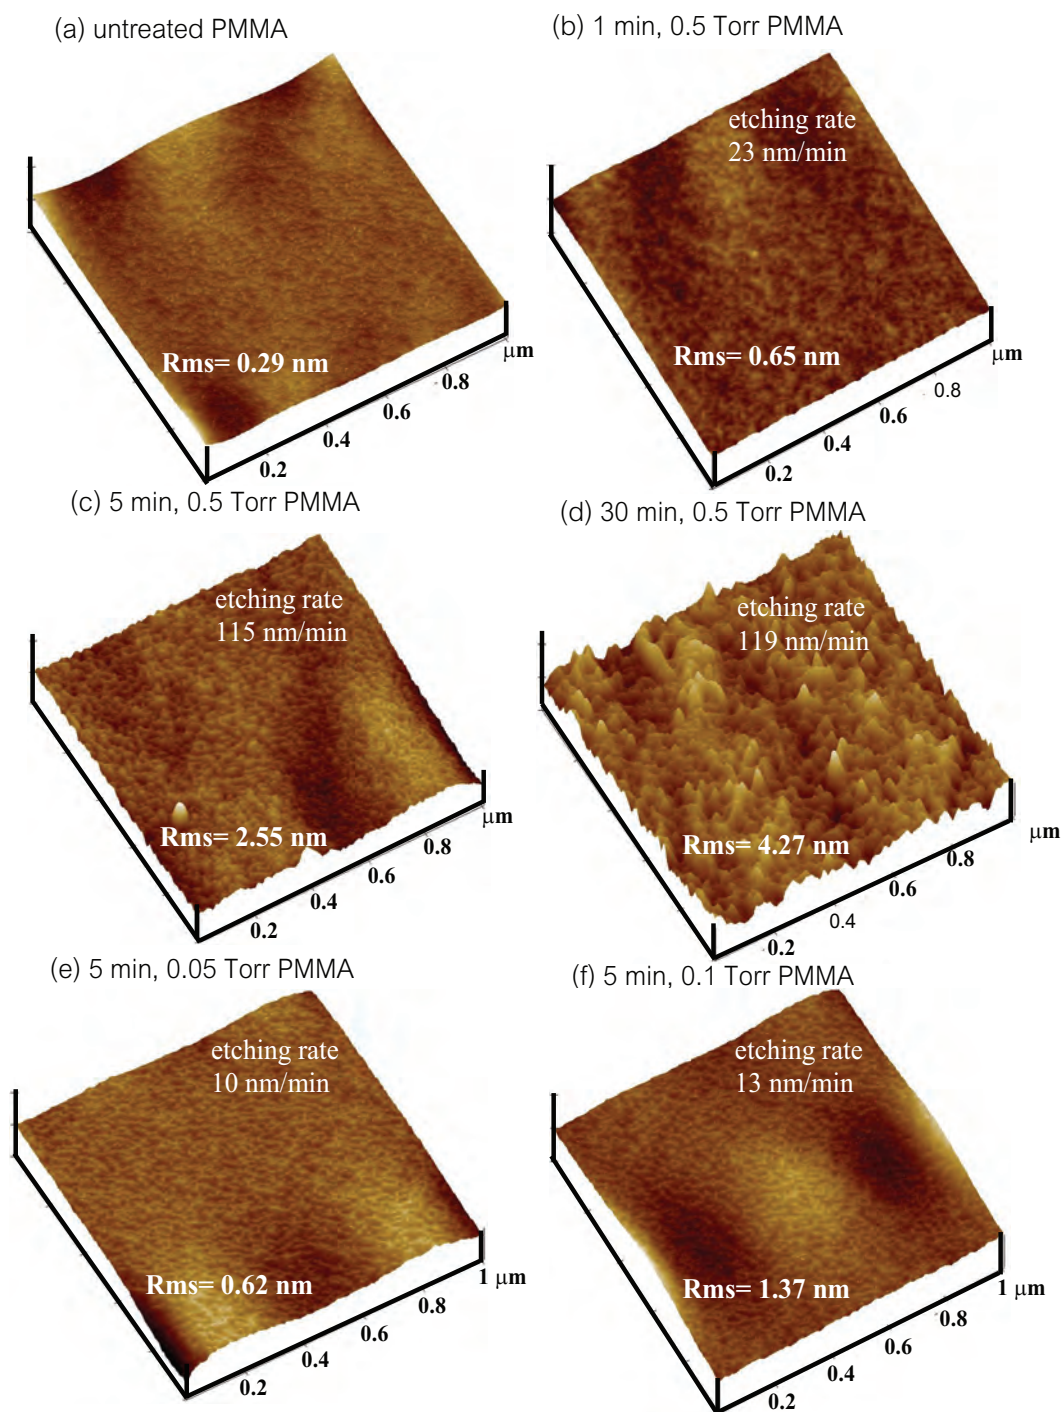 (a) untreated PMMA
Rms= 0.29 nm
0.2
0.4
0.6
0.8
μm
(b) 1 min, 0.5 Torr PMMA
etching rate
23 nm/min
Rms= 0.65 nm
0.2
0.4
0.6
0.8
μm
(c) 5 min, 0.5 Torr PMMA
etching rate
115 nm/min
Rms= 2.55 nm
0.2
0.4
0.6
0.8
μm
(d) 30 min, 0.5 Torr PMMA
etching rate
119 nm/min
Rms= 4.27 nm
0.2
0.4
0.6
0.8
μm
(e) 5 min, 0.05 Torr PMMA
etching rate
10 nm/min
Rms= 0.62 nm
0.2
0.4
0.6
0.8
1 μm
(f) 5 min, 0.1 Torr PMMA
etching rate
13 nm/min
Rms= 1.37 nm
0.2
0.4
0.6
0.8
1 μm